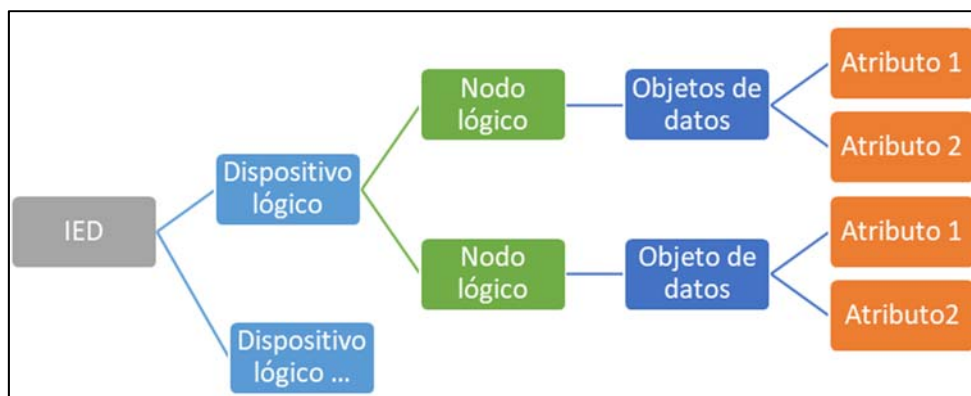 IED
Dispositivo
lógico
Dispositivo
lógico ...
Nodo
lógico
Nodo
lógico
Objetos de
datos
Objeto de
datos
Atributo 1
Atributo 2
Atributo 1
Atributo2